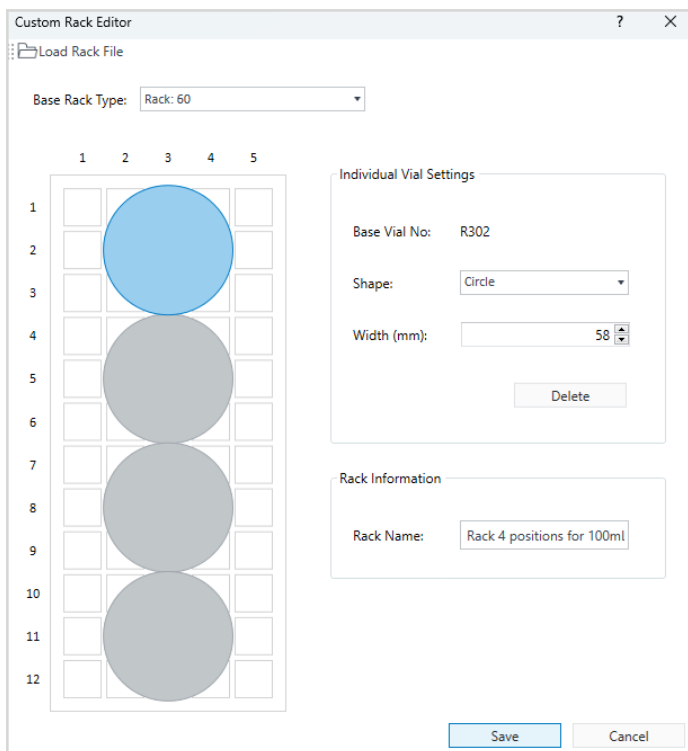 Custom Rack Editor ? X
Load Rack File
Base Rack Type: Rack: 60
1 2 3 4 5
1
2
3
4
5
6
7
8
9
10
11
12
Individual Vial Settings
Base Vial No: R302
Shape: Circle
Width (mm): 58
Delete
Rack Information
Rack Name: Rack 4 positions for 100ml
Save Cancel